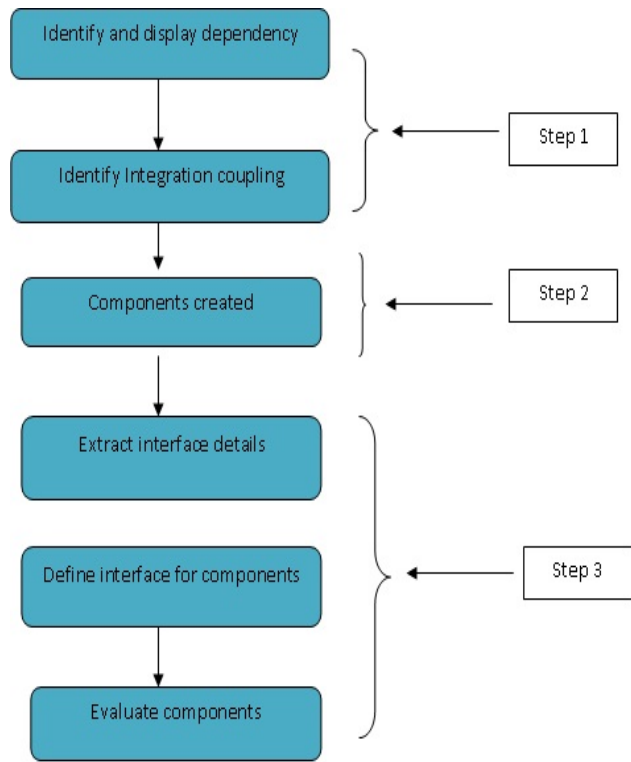 Identify and display dependency
Step 1
Identify Integration coupling
Components created
Step 2
Extract interface details
Define interface for components
Step 3
Evaluate components